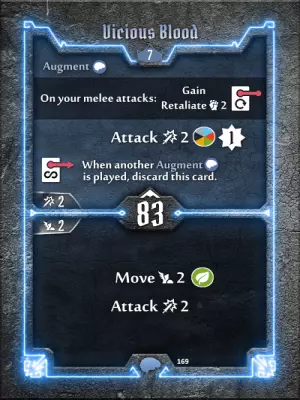 Vicious Blood
7
Augment
On your melee attacks: Gain
Retaliate 2
Attack 2 1
When another Augment
is played, discard this card.
2
83
2
Move 2
Attack 2
169